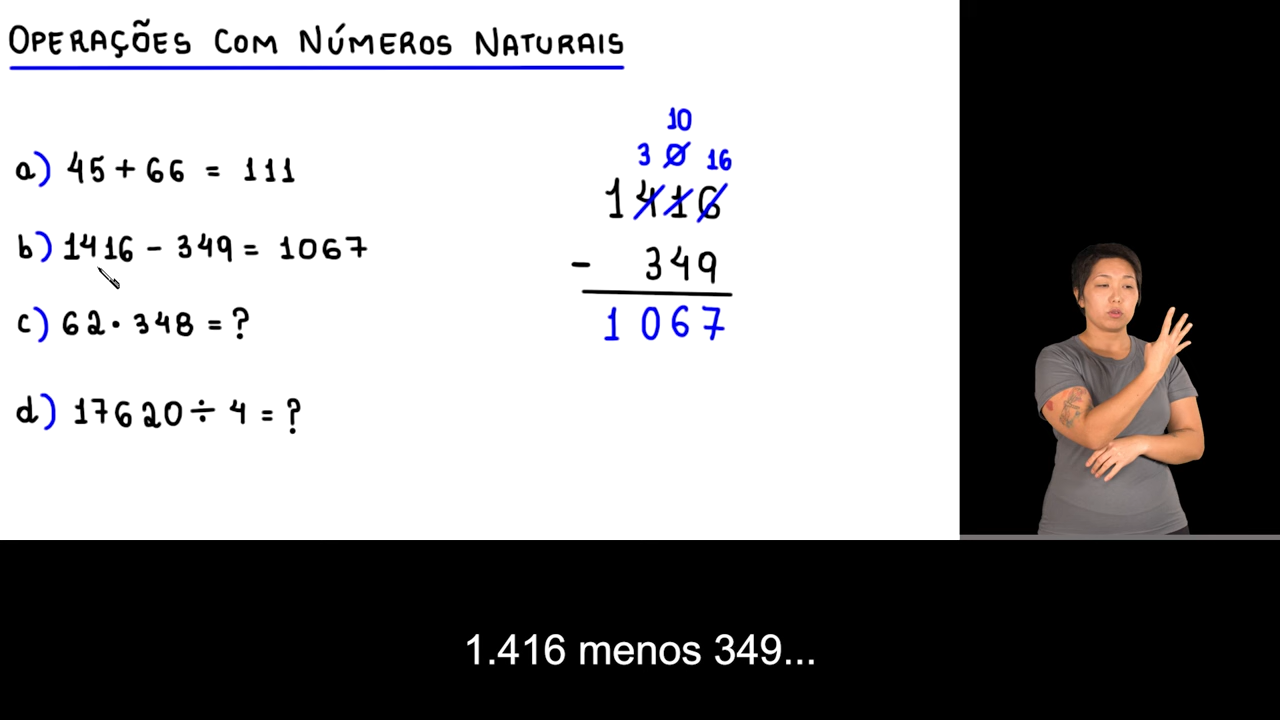 OPERAÇÕES COM NÚMEROS NATURAIS
a) 45 + 66 = 111
b) 1416 - 349 = 1067
c) 62 · 348 = ?
d) 17620 ÷ 4 = ?
10
3 0 16
1416
- 349
1067
1.416 menos 349...